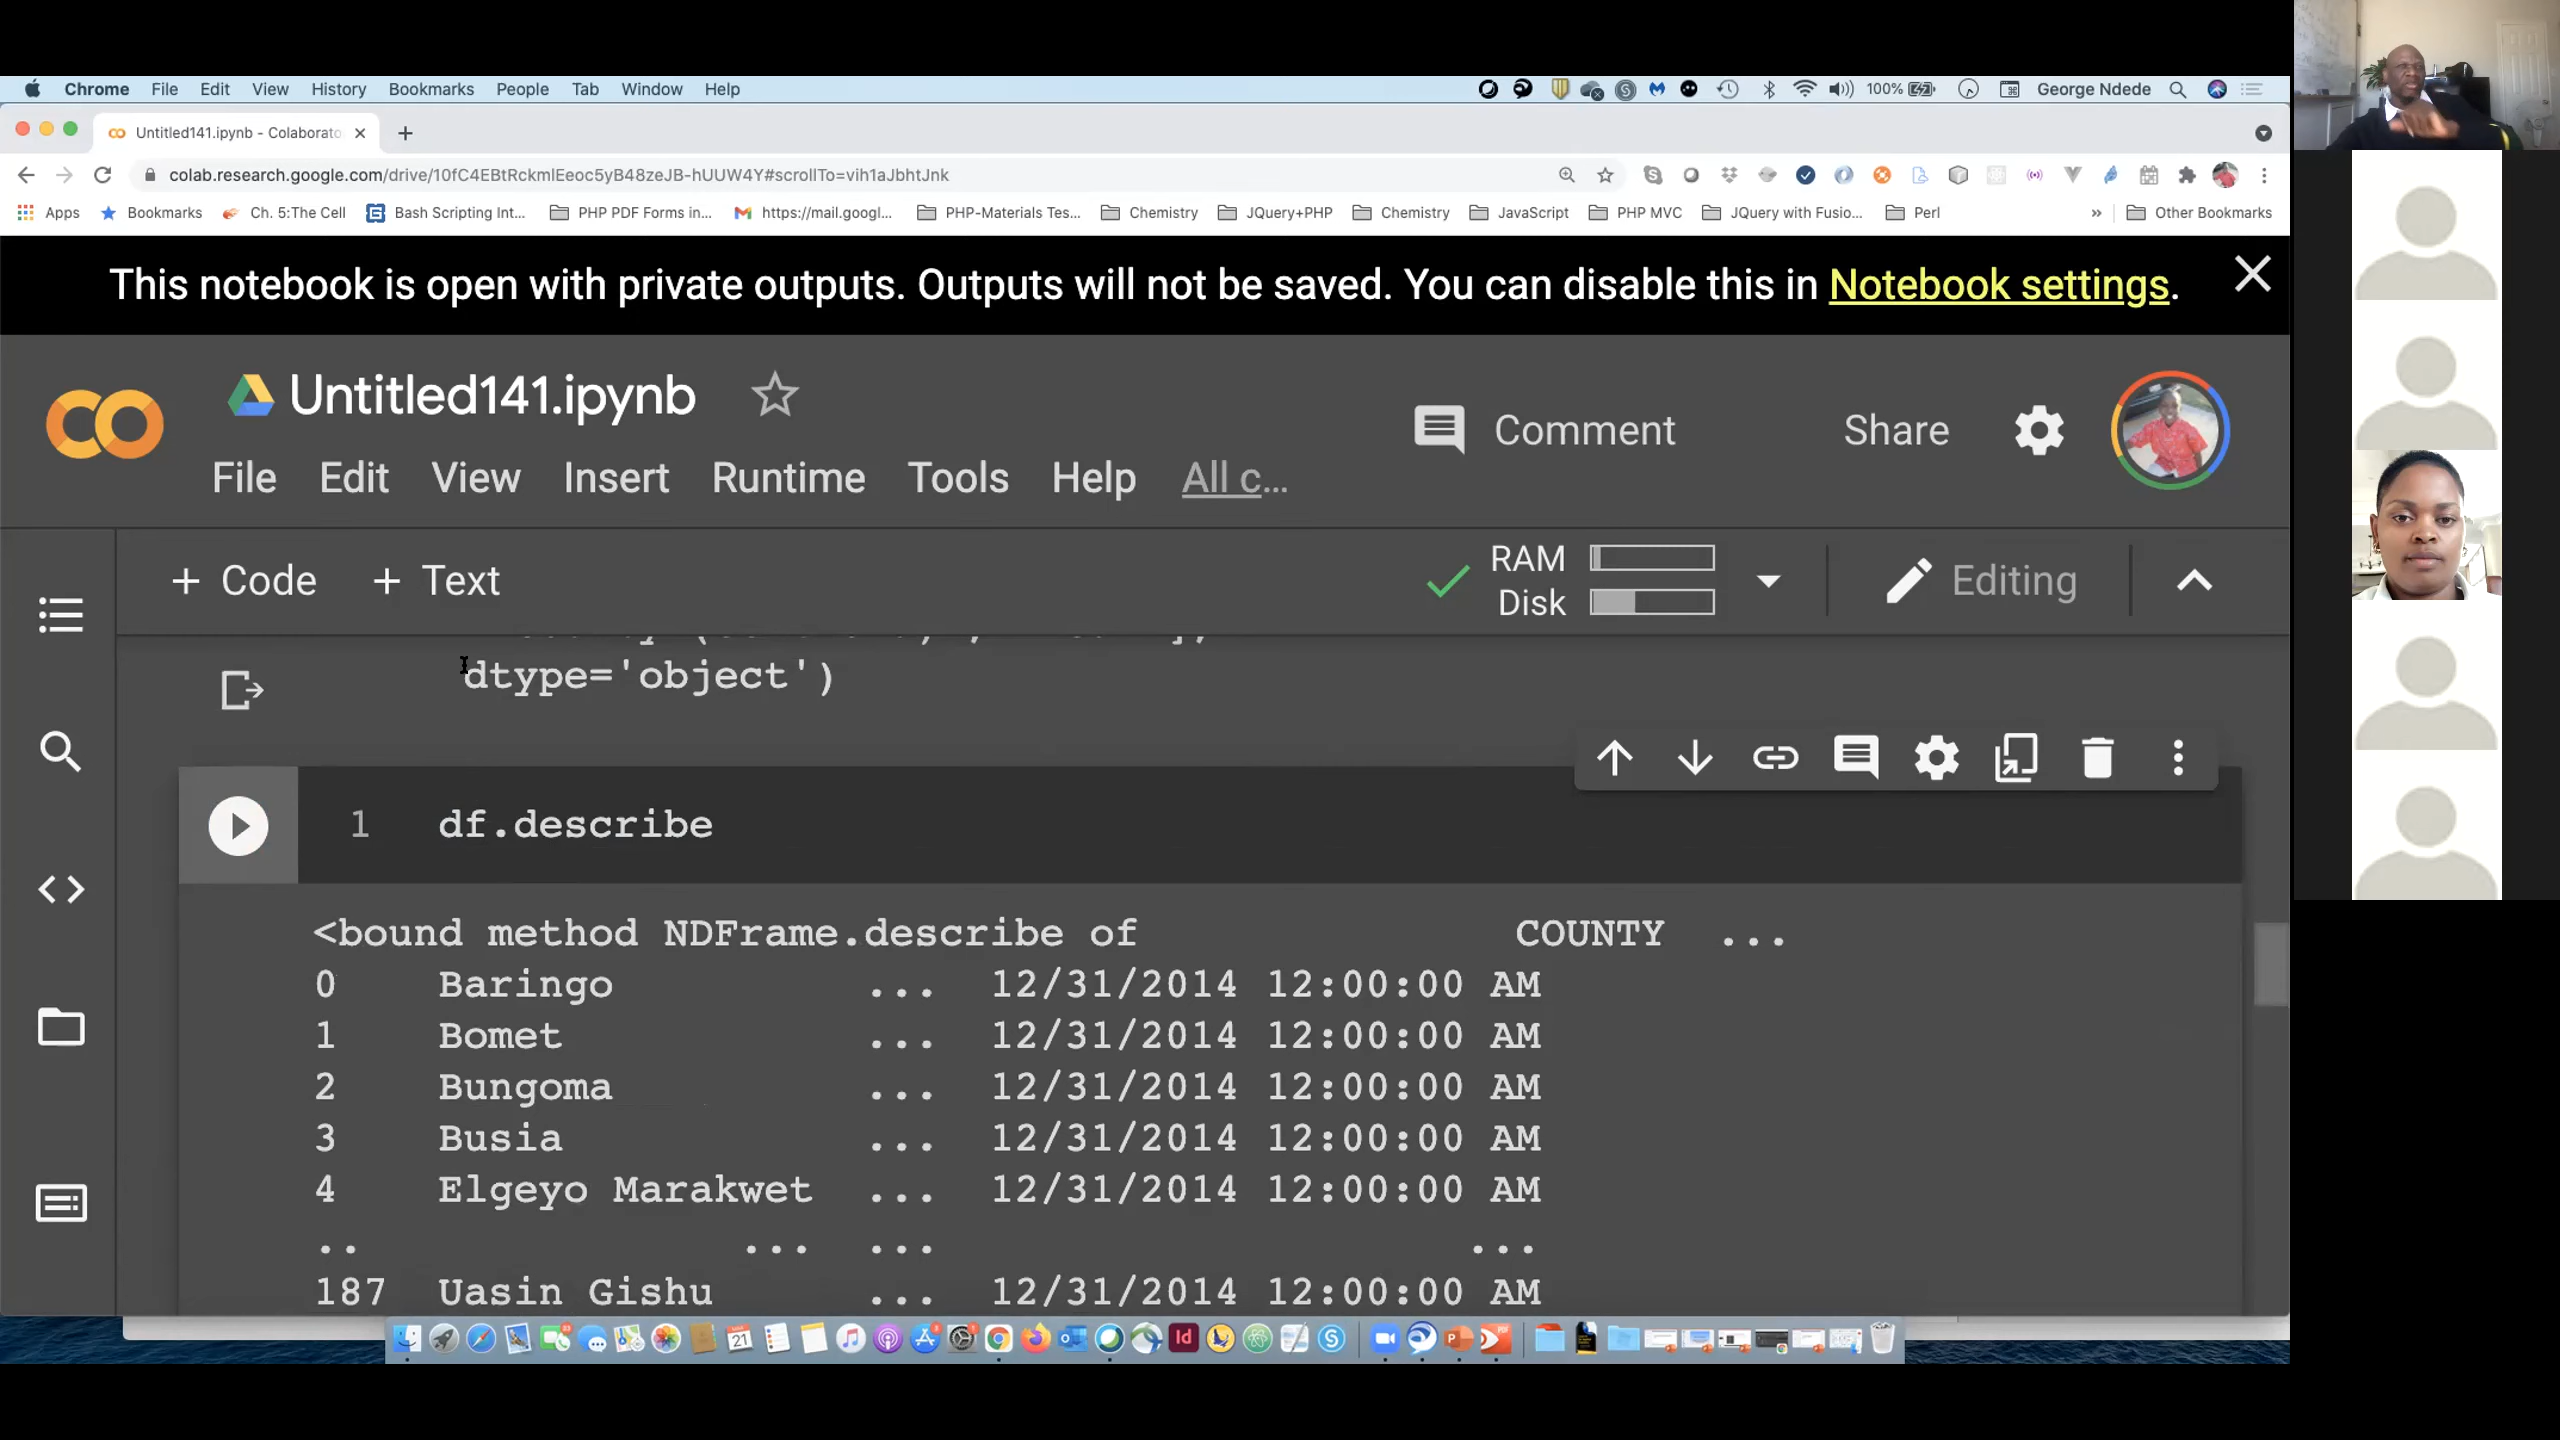 Chrome File Edit View History Bookmarks People Tab Window Help 100% George Ndede
Untitled141.ipynb - Colaborato
colab.research.google.com/drive/10fC4EBtRckmlEeoc5yB48zeJB-hUUW4Y#scrollTo=vih1aJbhtJnk
Apps Bookmarks Ch. 5:The Cell Bash Scripting Int... PHP PDF Forms in... https://mail.googl... PHP-Materials Tes... Chemistry JQuery+PHP Chemistry JavaScript PHP MVC JQuery with Fusio... Perl » Other Bookmarks
This notebook is open with private outputs. Outputs will not be saved. You can disable this in Notebook settings.
Untitled141.ipynb
Comment Share
File Edit View Insert Runtime Tools Help All c...
+ Code + Text
RAM
Disk
Editing
dtype='object')
1 df.describe
<bound method NDFrame.describe of COUNTY ...
0 Baringo ... 12/31/2014 12:00:00 AM
1 Bomet ... 12/31/2014 12:00:00 AM
2 Bungoma ... 12/31/2014 12:00:00 AM
3 Busia ... 12/31/2014 12:00:00 AM
4 Elgeyo Marakwet ... 12/31/2014 12:00:00 AM
.. ... ... ...
187 Uasin Gishu ... 12/31/2014 12:00:00 AM
21
Id